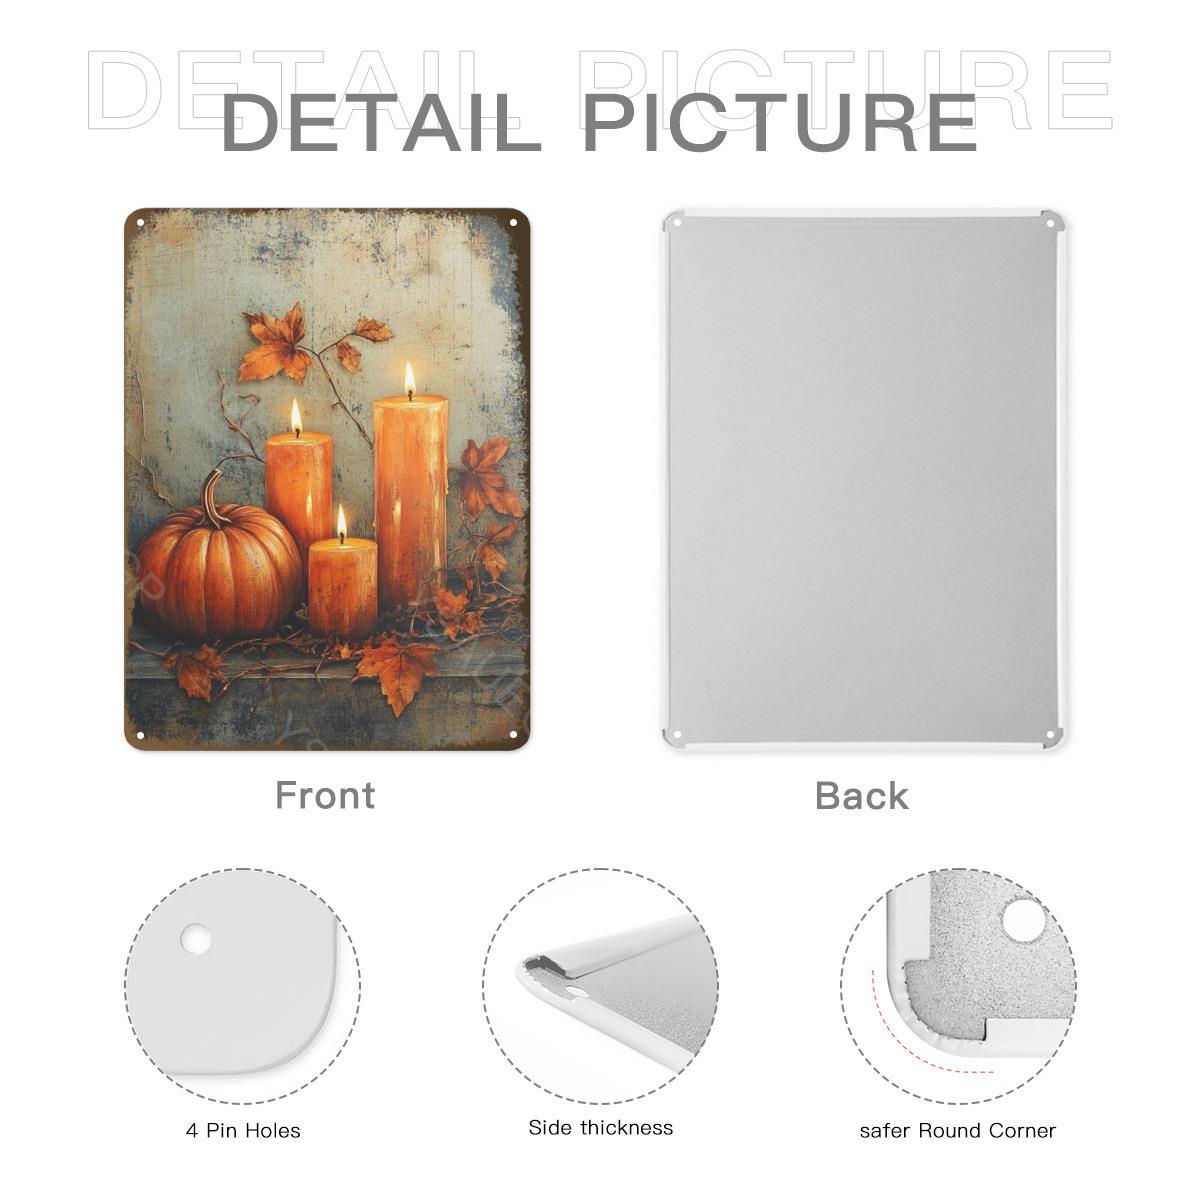 DETAIL PICTURE
DETAIL PICTURE
Front
Back
4 Pin Holes
Side thickness
safer Round Corner